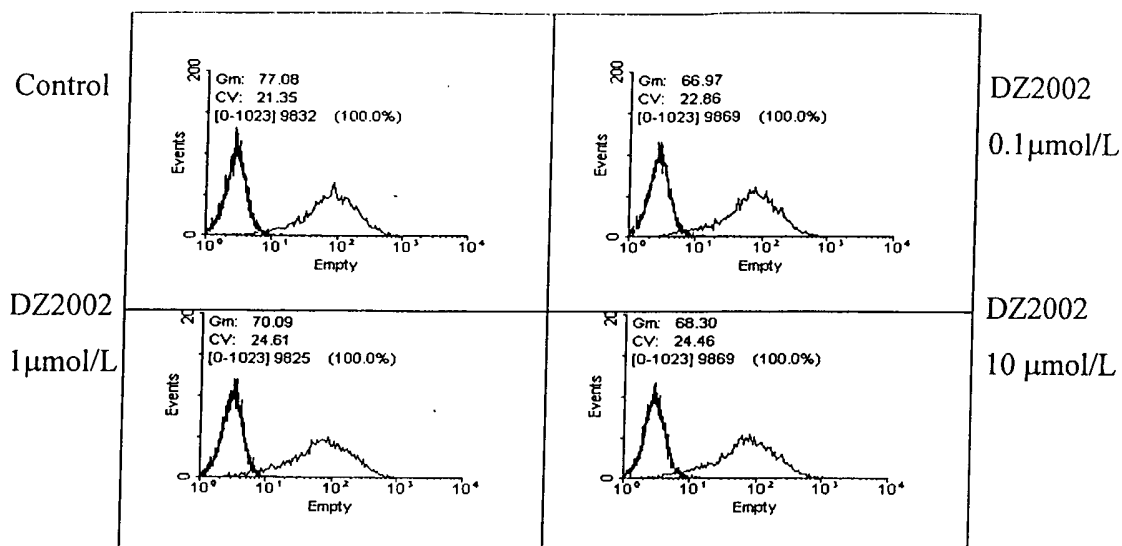 Control
200
Gm: 77.08
CV: 21.35
[0-1023] 9832 (100.0%)
Events
0
10⁰ 10¹ 10² 10³ 10⁴
Empty
DZ2002
0.1μmol/L
200
Gm: 66.97
CV: 22.86
[0-1023] 9869 (100.0%)
Events
0
10⁰ 10¹ 10² 10³ 10⁴
Empty
DZ2002
1μmol/L
20
Gm: 70.09
CV: 24.61
[0-1023] 9825 (100.0%)
Events
0
10⁰ 10¹ 10² 10³ 10⁴
Empty
DZ2002
10 μmol/L
20
Gm: 68.30
CV: 24.46
[0-1023] 9869 (100.0%)
Events
0
10⁰ 10¹ 10² 10³ 10⁴
Empty